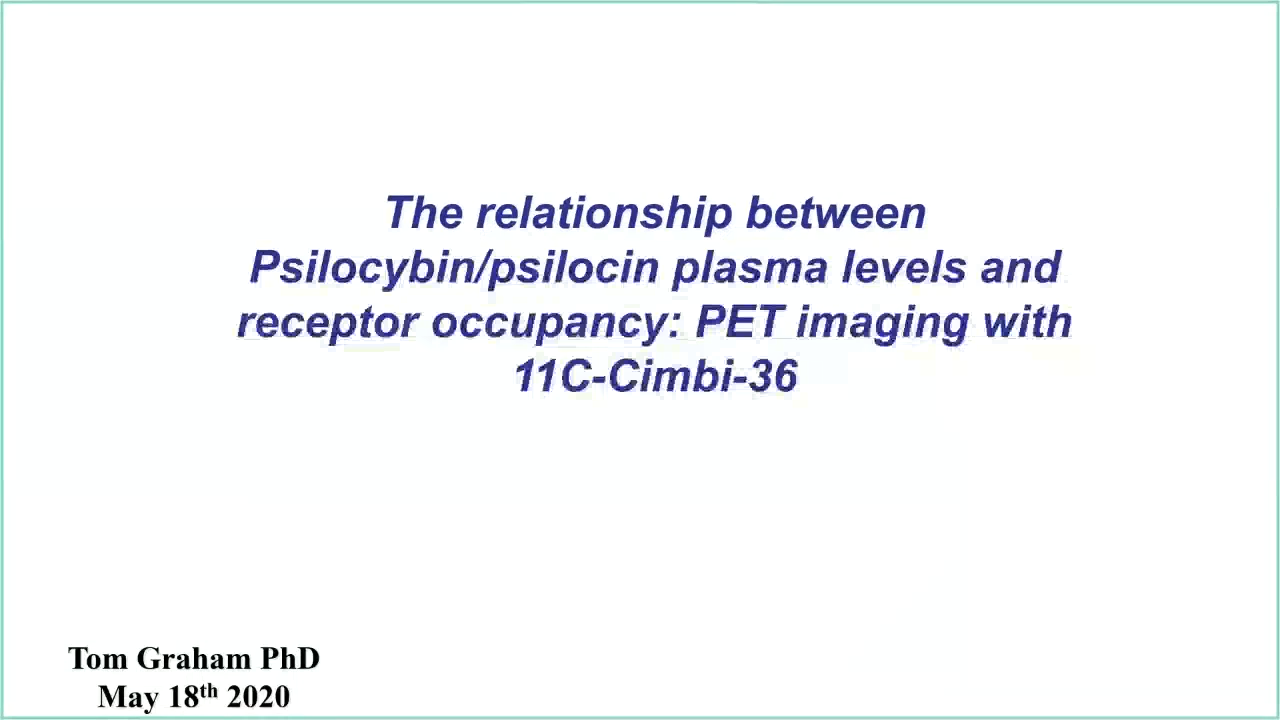 The relationship between
Psilocybin/psilocin plasma levels and
receptor occupancy: PET imaging with
11C-Cimbi-36
Tom Graham PhD
May 18th 2020